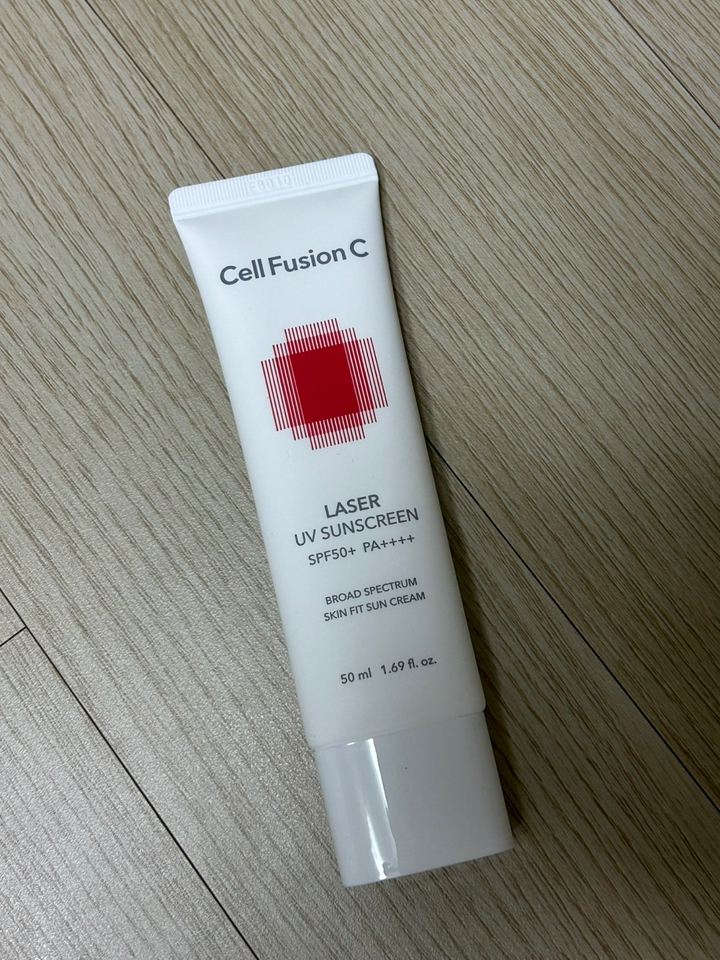 Cell Fusion C
LASER
UV SUNSCREEN
SPF50+ PA++++
BROAD SPECTRUM
SKIN FIT SUN CREAM
50 ml 1.69 fl. oz.